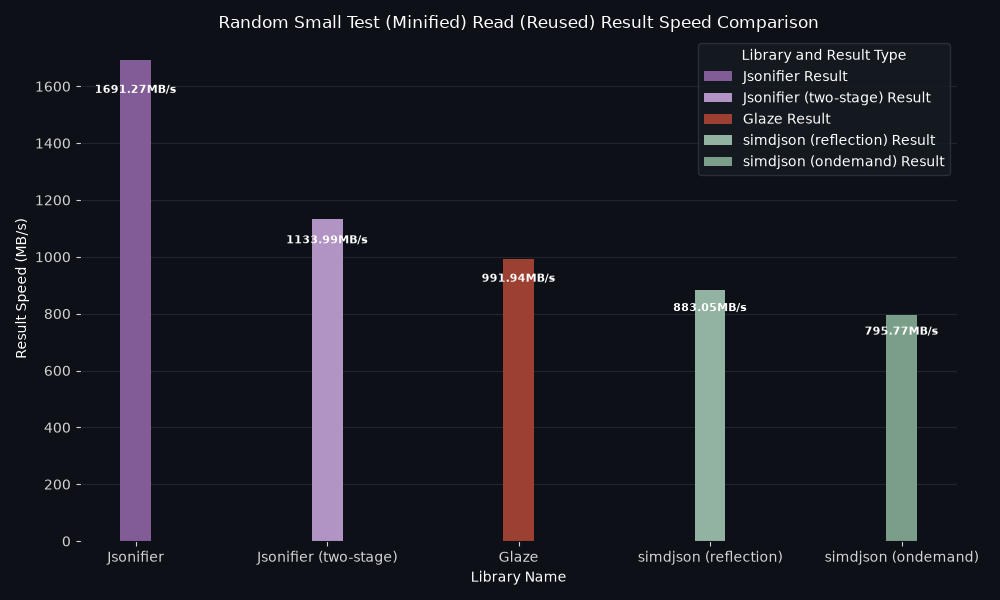 Random Small Test (Minified) Read (Reused) Result Speed Comparison
Library and Result Type
Jsonifier Result
Jsonifier (two-stage) Result
Glaze Result
simdjson (reflection) Result
simdjson (ondemand) Result
Result Speed (MB/s)
1600
1400
1200
1000
800
600
400
200
0
1691.27MB/s
1133.99MB/s
991.94MB/s
883.05MB/s
795.77MB/s
Jsonifier
Jsonifier (two-stage)
Glaze
simdjson (reflection)
simdjson (ondemand)
Library Name